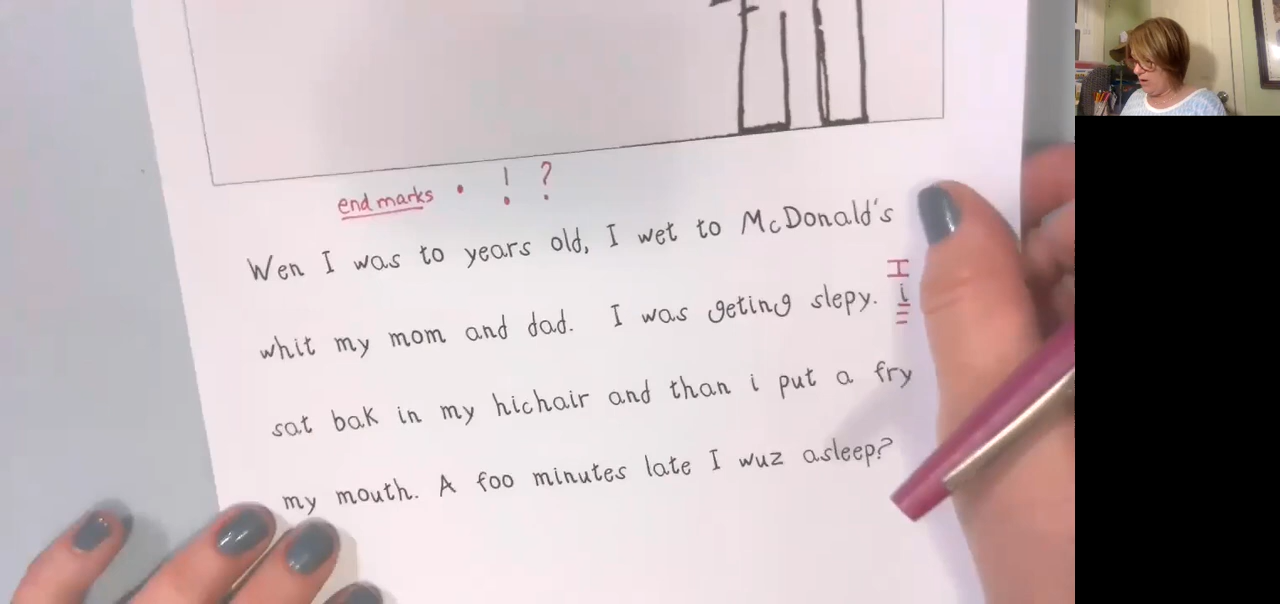 end marks . ! ?
Wen I was to years old, I wet to McDonald's
I
whit my mom and dad. I was geting slepy. i
sat bak in my hichair and than i put a fry
my mouth. A foo minutes late I wuz asleep?